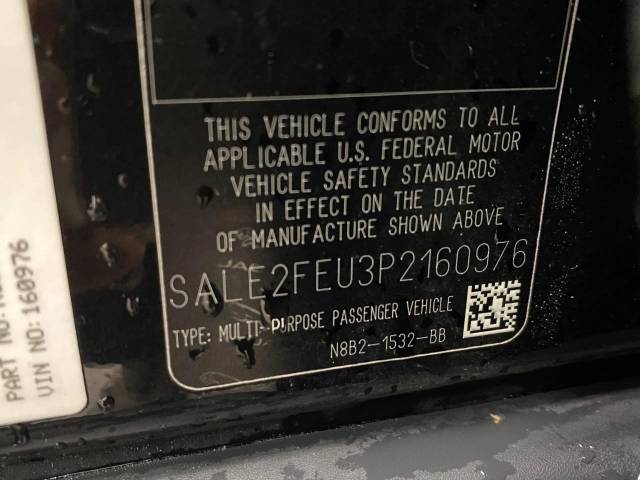 THIS VEHICLE CONFORMS TO ALL
APPLICABLE U.S. FEDERAL MOTOR
VEHICLE SAFETY STANDARDS
IN EFFECT ON THE DATE
OF MANUFACTURE SHOWN ABOVE
SALE2FEU3P2160976
TYPE: MULTI-PURPOSE PASSENGER VEHICLE
N8B2-1532-BB
PART NO:
VIN NO:160976